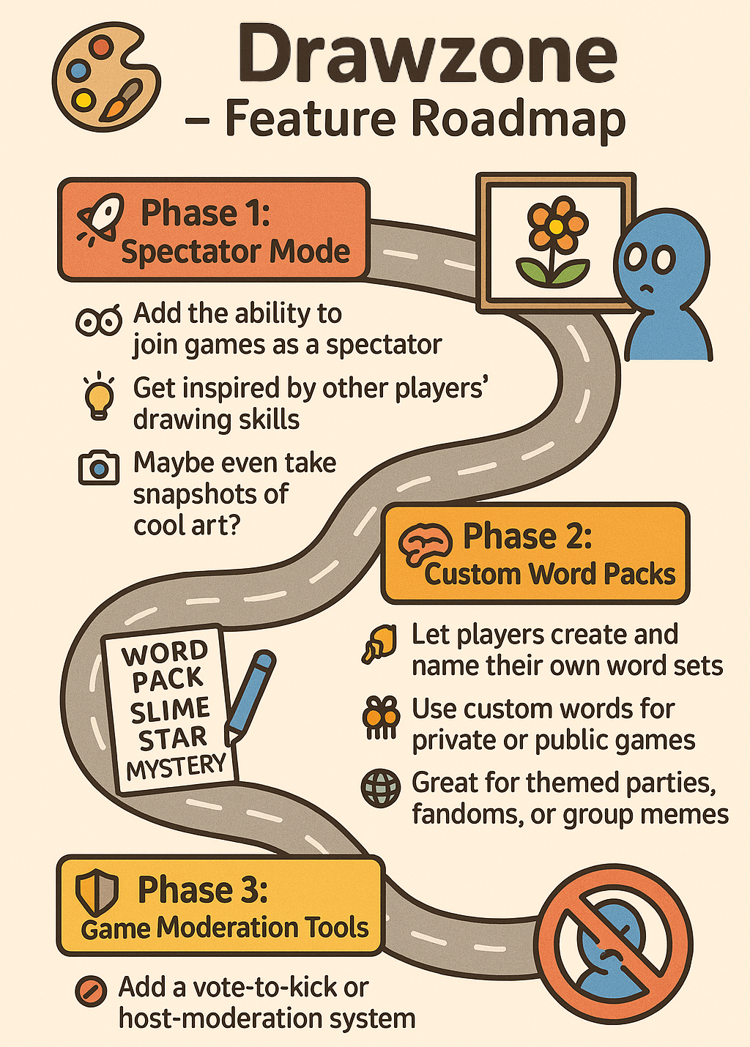 Drawzone
– Feature Roadmap
Phase 1:
Spectator Mode
Add the ability to
join games as a spectator
Get inspired by other players’
drawing skills
Maybe even take
snapshots of
cool art?
Phase 2:
Custom Word Packs
Let players create and
name their own word sets
Use custom words for
private or public games
Great for themed parties,
fandoms, or group memes
WORD
PACK
SLIME
STAR
MYSTERY
Phase 3:
Game Moderation Tools
Add a vote-to-kick or
host-moderation system